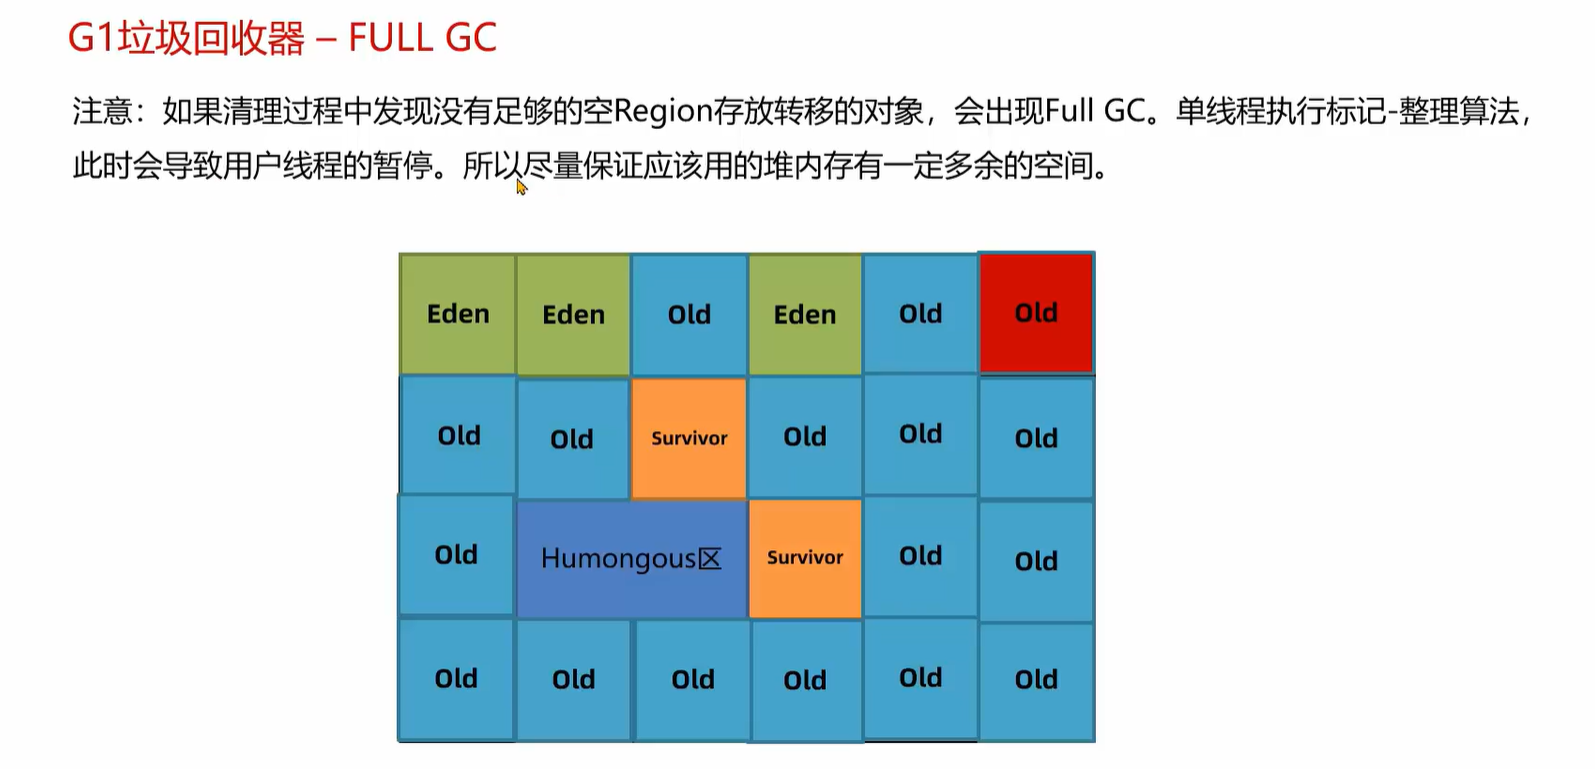 G1垃圾回收器 – FULL GC
注意：如果清理过程中发现没有足够的空Region存放转移的对象，会出现Full GC。单线程执行标记-整理算法，
此时会导致用户线程的暂停。所以尽量保证应该用的堆内存有一定多余的空间。
Eden Eden Old Eden Old Old
Old Old Survivor Old Old Old
Old Humongous区 Survivor Old Old
Old Old Old Old Old Old